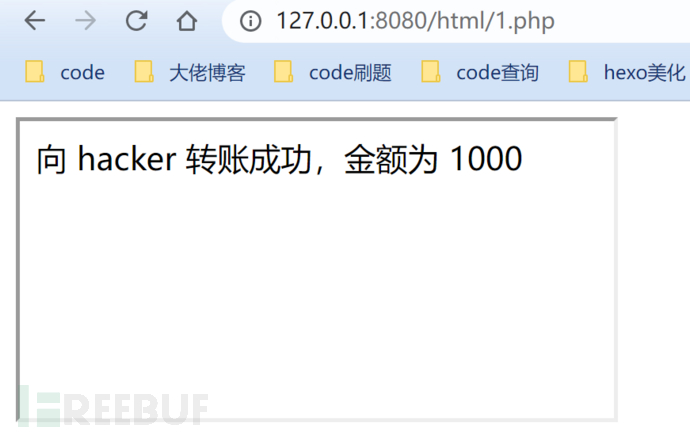 127.0.0.1:8080/html/1.php
code 大佬博客 code刷题 code查询 hexo美化
向 hacker 转账成功，金额为 1000
FREEBUF